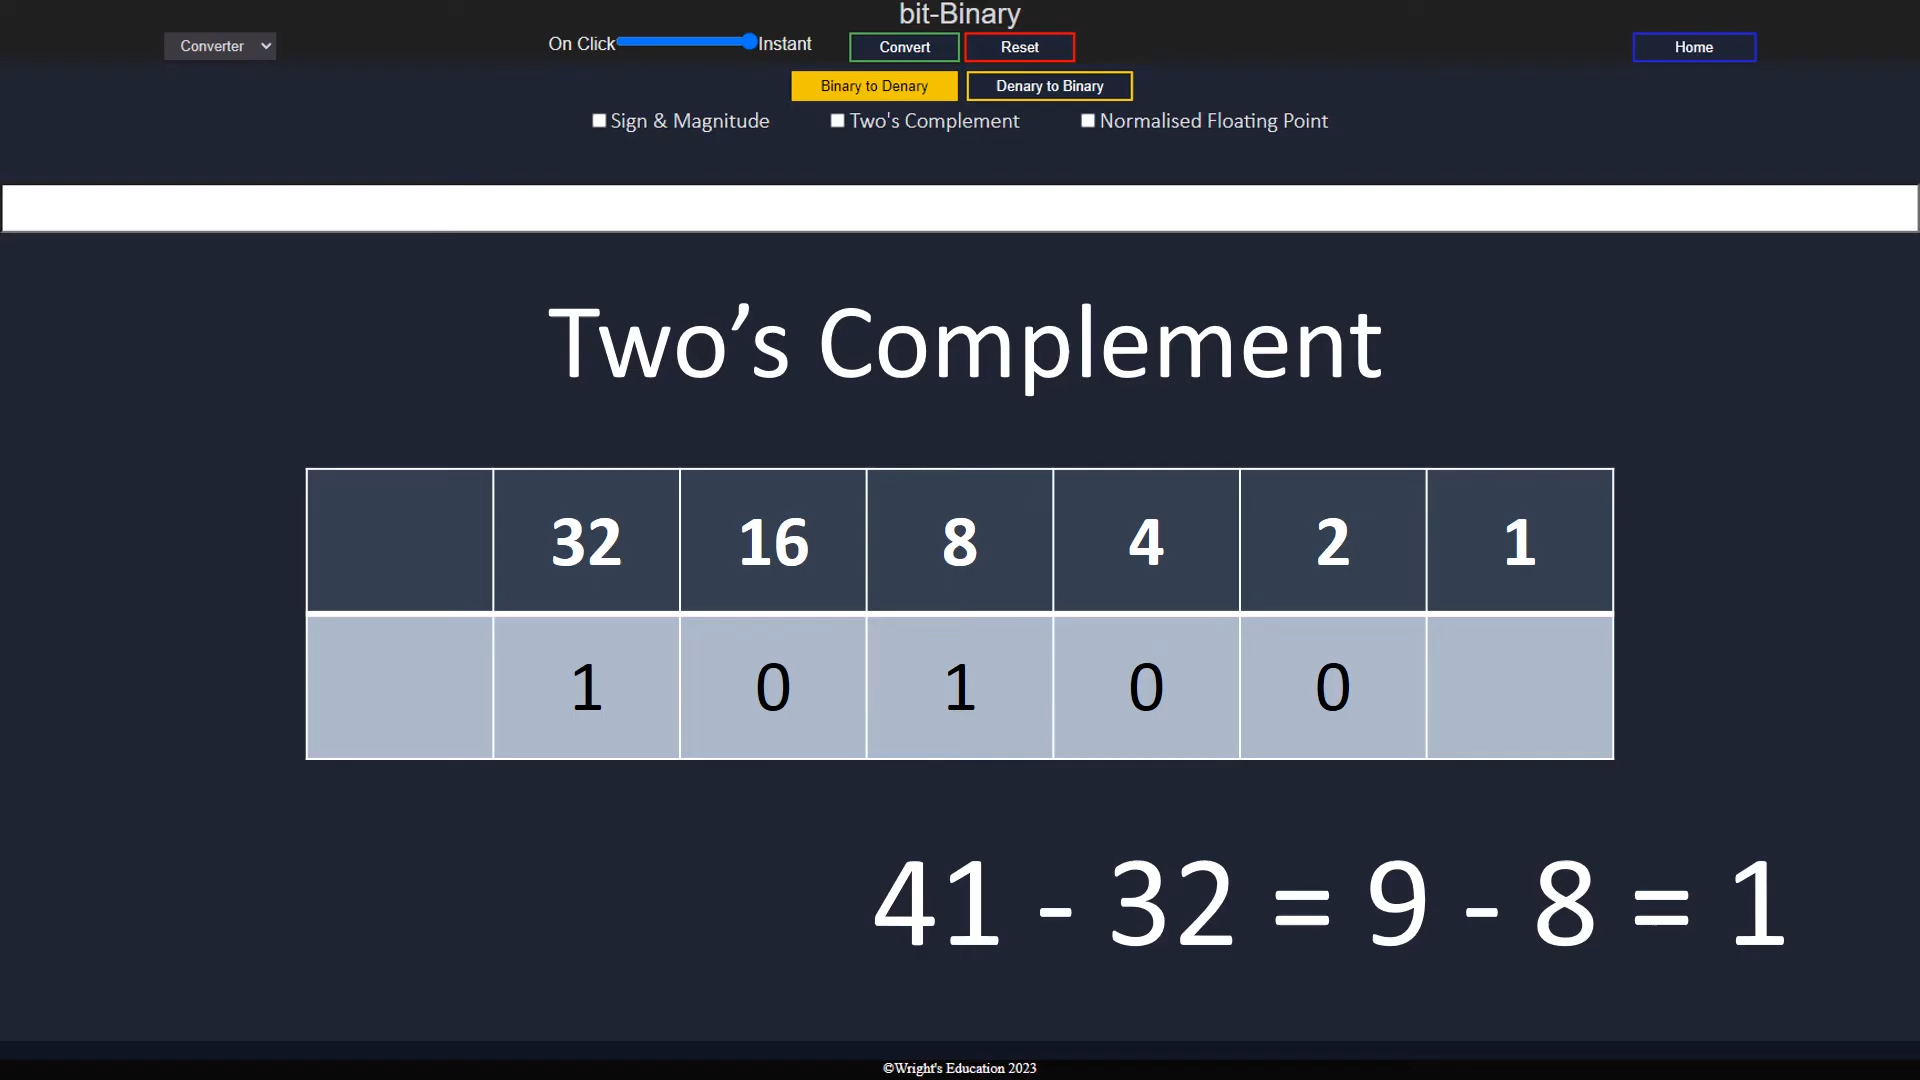 bit-Binary
Converter
On Click Instant
Convert
Reset
Home
Binary to Denary
Denary to Binary
Sign & Magnitude
Two's Complement
Normalised Floating Point
Two’s Complement
32 16 8 4 2 1
1 0 1 0 0
41 - 32 = 9 - 8 = 1
©Wright's Education 2023